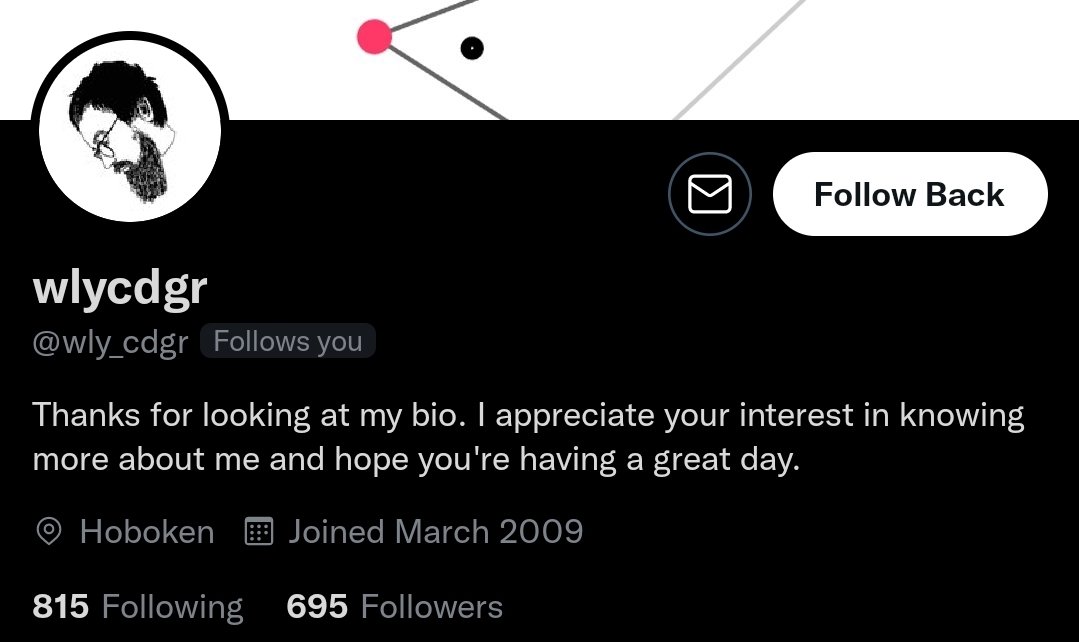 Follow Back
wlycdgr
@wly_cdgr Follows you
Thanks for looking at my bio. I appreciate your interest in knowing
more about me and hope you're having a great day.
Hoboken Joined March 2009
815 Following 695 Followers